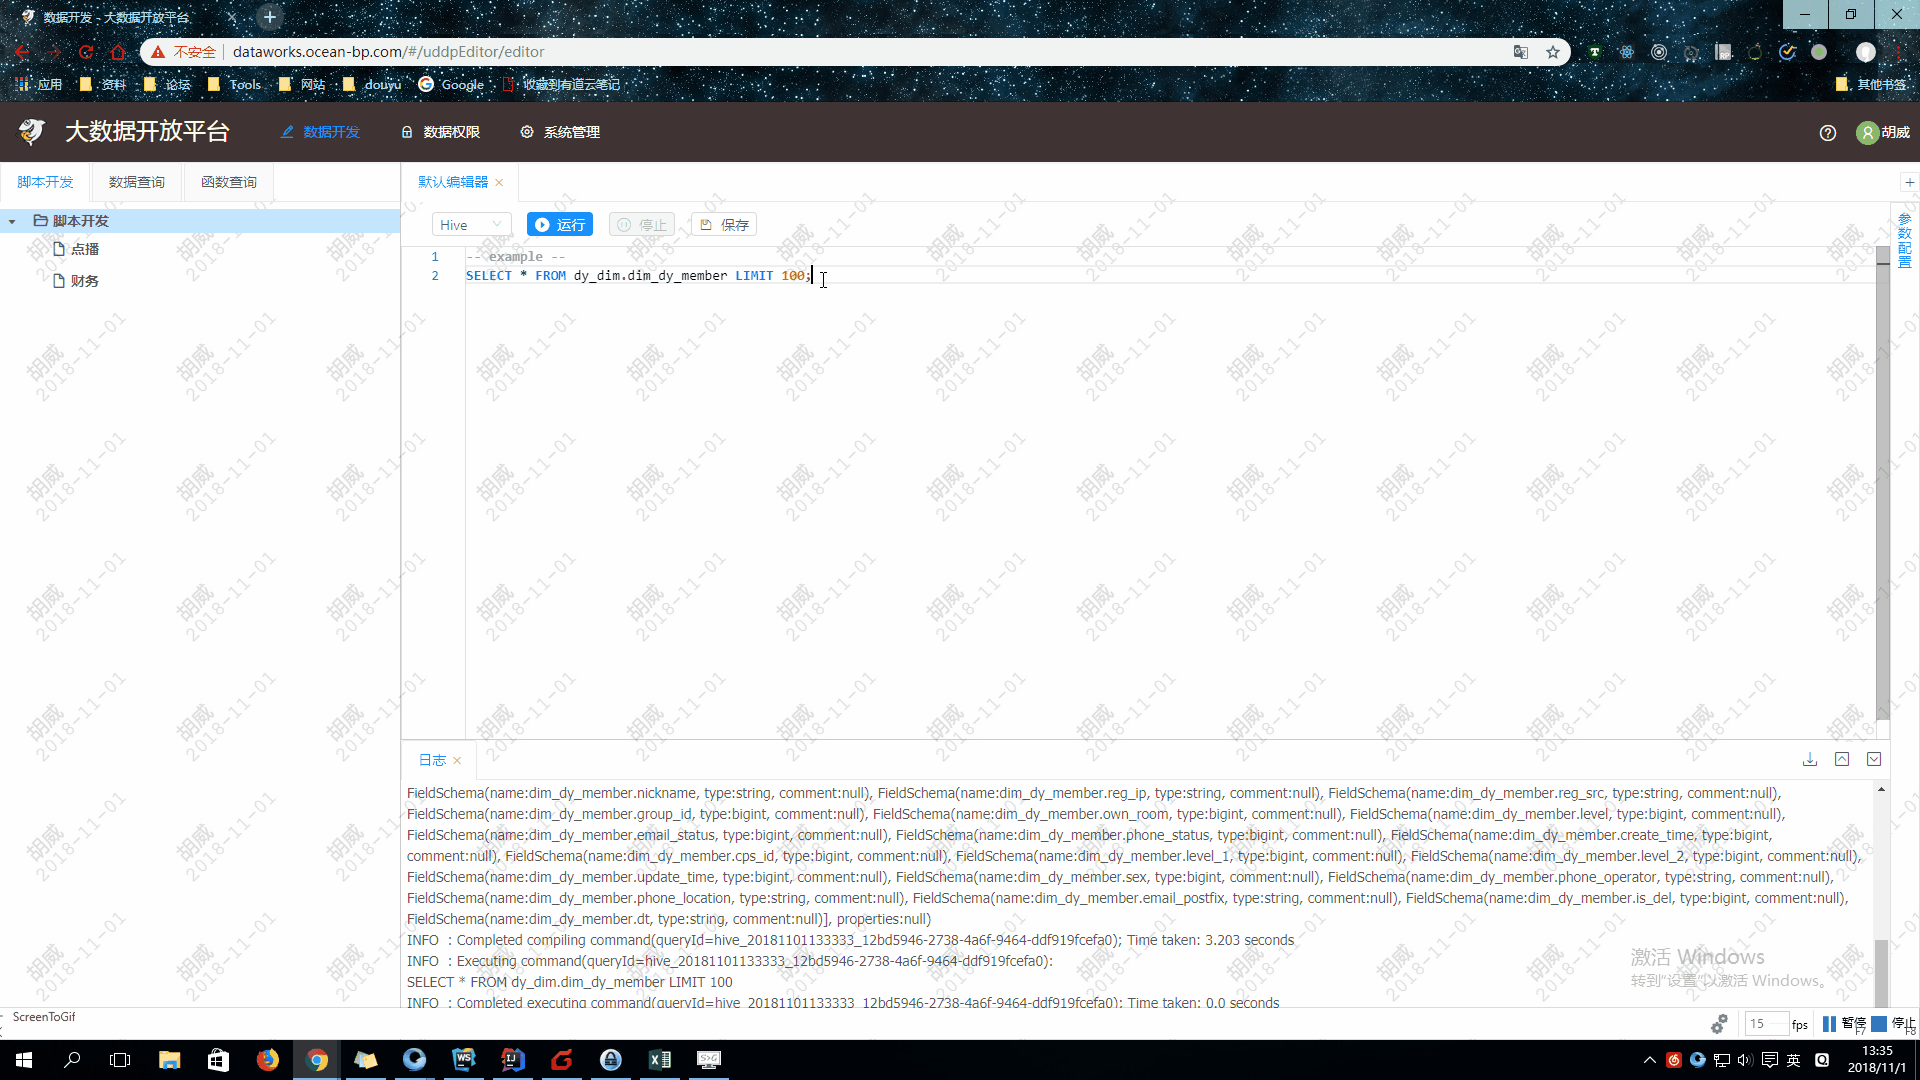 数据开发 - 大数据开放平台
不安全 dataworks.ocean-bp.com/#/uddpEditor/editor
应用 资料 论坛 Tools 网站 douyu Google 收藏到有道云笔记 其他书签
大数据开放平台 数据开发 数据权限 系统管理 胡威
脚本开发 数据查询 函数查询 默认编辑器
脚本开发
点播
财务
Hive 运行 停止 保存
参数配置
1 -- example --
2 SELECT * FROM dy_dim.dim_dy_member LIMIT 100;
胡威
2018-11-01
日志
FieldSchema(name:dim_dy_member.nickname, type:string, comment:null), FieldSchema(name:dim_dy_member.reg_ip, type:string, comment:null), FieldSchema(name:dim_dy_member.reg_src, type:string, comment:null),
FieldSchema(name:dim_dy_member.group_id, type:bigint, comment:null), FieldSchema(name:dim_dy_member.own_room, type:bigint, comment:null), FieldSchema(name:dim_dy_member.level, type:bigint, comment:null),
FieldSchema(name:dim_dy_member.email_status, type:bigint, comment:null), FieldSchema(name:dim_dy_member.phone_status, type:bigint, comment:null), FieldSchema(name:dim_dy_member.create_time, type:bigint,
comment:null), FieldSchema(name:dim_dy_member.cps_id, type:bigint, comment:null), FieldSchema(name:dim_dy_member.level_1, type:bigint, comment:null), FieldSchema(name:dim_dy_member.level_2, type:bigint, comment:null),
FieldSchema(name:dim_dy_member.update_time, type:bigint, comment:null), FieldSchema(name:dim_dy_member.sex, type:bigint, comment:null), FieldSchema(name:dim_dy_member.phone_operator, type:string, comment:null),
FieldSchema(name:dim_dy_member.phone_location, type:string, comment:null), FieldSchema(name:dim_dy_member.email_postfix, type:string, comment:null), FieldSchema(name:dim_dy_member.is_del, type:bigint, comment:null),
FieldSchema(name:dim_dy_member.dt, type:string, comment:null)], properties:null)
INFO : Completed compiling command(queryId=hive_20181101133333_12bd5946-2738-4a6f-9464-ddf919fcefa0); Time taken: 3.203 seconds
INFO : Executing command(queryId=hive_20181101133333_12bd5946-2738-4a6f-9464-ddf919fcefa0):
SELECT * FROM dy_dim.dim_dy_member LIMIT 100
INFO : Completed executing command(queryId=hive_20181101133333_12bd5946-2738-4a6f-9464-ddf919fcefa0); Time taken: 0.0 seconds
激活 Windows
转到"设置"以激活 Windows。
ScreenToGif 15 fps 暂停 F7 停止 F8
英 13:35
2018/11/1